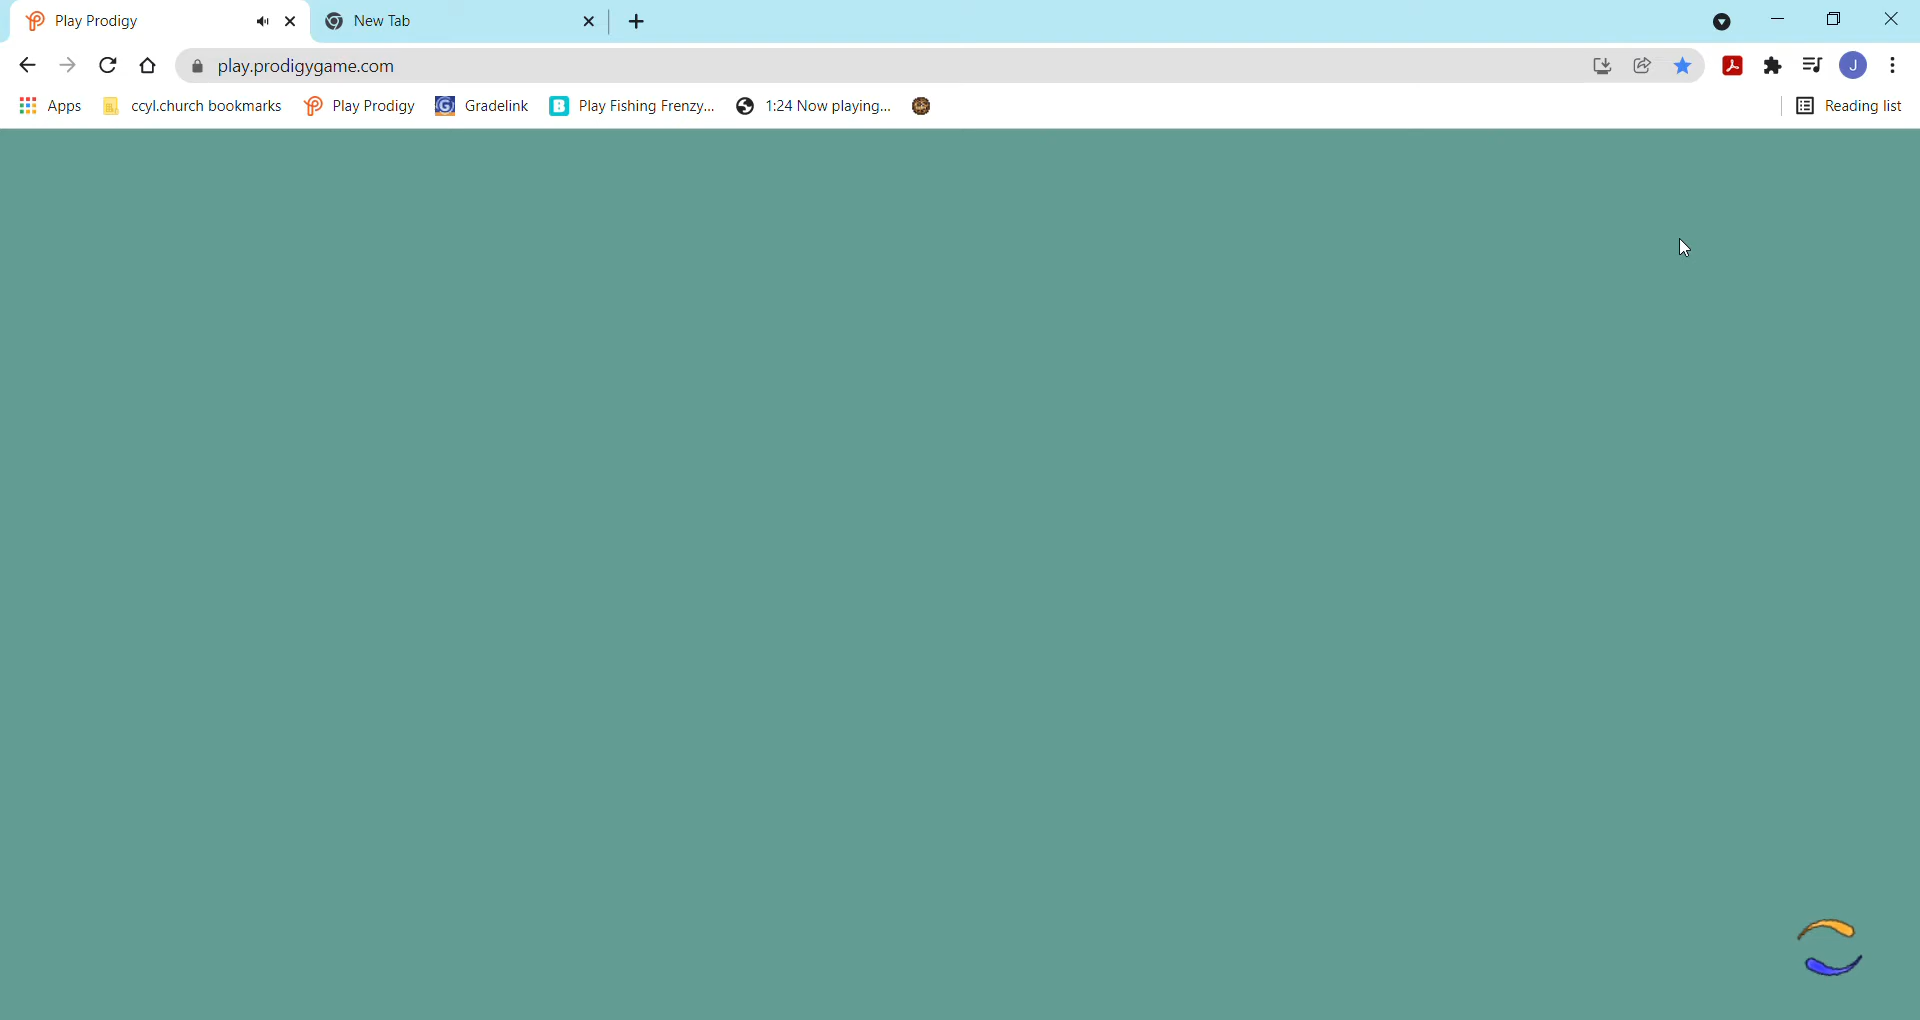 Play Prodigy
New Tab
play.prodigygame.com
J
Apps
ccyl.church bookmarks
Play Prodigy
G Gradelink
B Play Fishing Frenzy...
1:24 Now playing...
Reading list